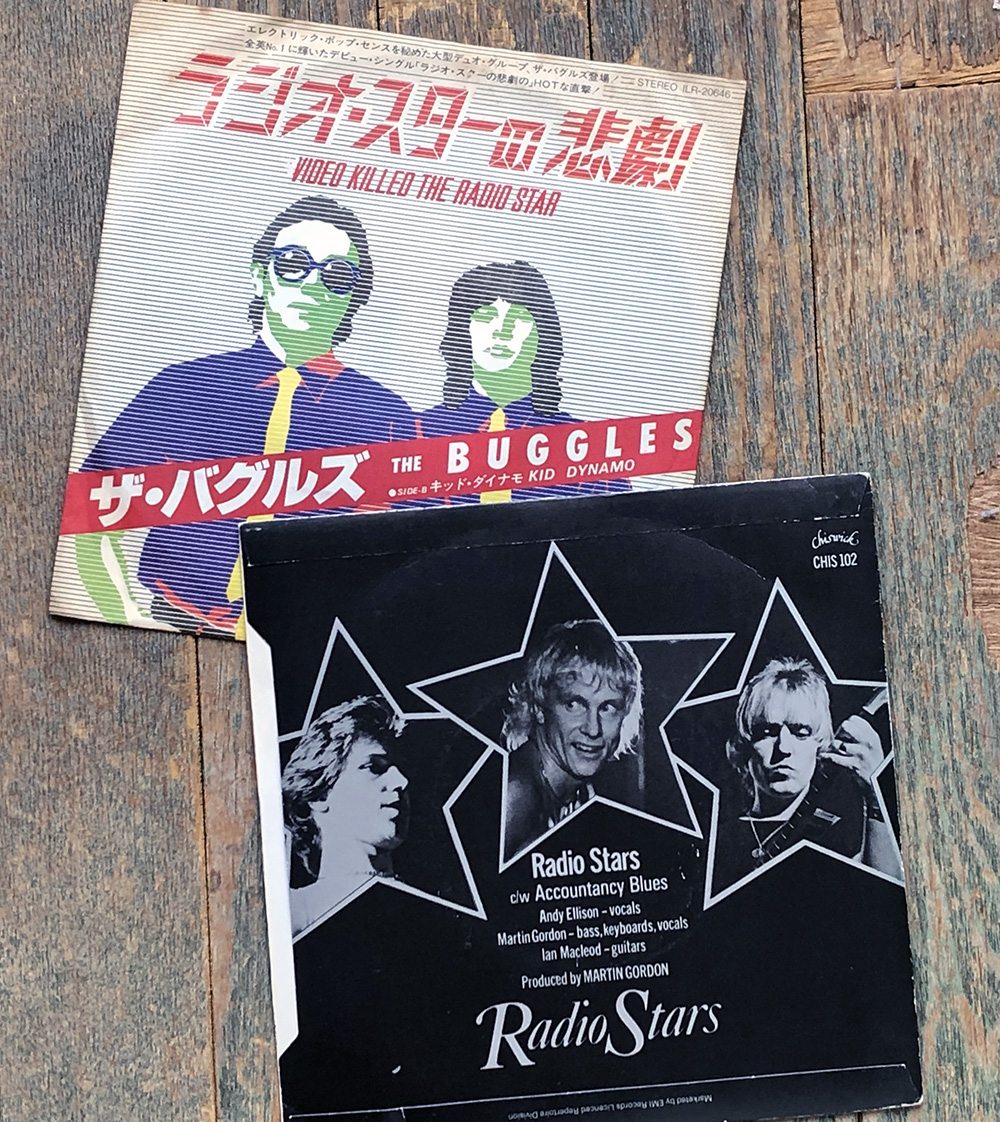 エレクトリック・ポップ・センスを秘めた大型デュオ・グループ、ザ・バグルズ登場!
全英No.1に輝いたデビュー・シングル「ラジオ・スターの悲劇の」HOTな直撃!
STEREO ILR-20646
ラジオ・スターの悲劇
VIDEO KILLED THE RADIO STAR
ザ・バグルズ THE BUGGLES
●SIDE-B キッド・ダイナモ KID DYNAMO
chiswick
CHIS 102
Radio Stars
c/w Accountancy Blues
Andy Ellison – vocals
Martin Gordon – bass, keyboards, vocals
Ian Macleod – guitars
Produced by MARTIN GORDON
Radio Stars
Marketed by EMI Records Licenced Repertoire Division